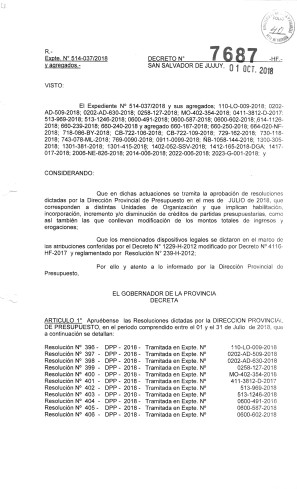 R.-
Expte. Nº 514-037/2018
y agregados.-
DECRETO Nº 7687 -HF.-
SAN SALVADOR DE JUJUY, 01 OCT. 2018
VISTO:
El Expediente Nº 514-037/2018 y sus agregados; 110-LO-009-2018; 0202-
AD-509-2018; 0202-AD-630-2018; 0258-127-2018; MO-402-354-2018; 0411-3812-D-2017;
513-969-2018; 513-1246-2018; 0600-491-2018; 0600-587-2018; 0600-602-2018; 614-1126-
2018; 660-239-2018; 660-240-2018 y agregado 660-187-2018; 660-250-2018;
2018; 718-086-BY-2018; CB-722-106-2018; CB-722-109-2018; 729-162-2018; 730-118-
2018; 743-078-ML-2018; 769-0090-2018; 791-0009-2018; ÑB-1058-144-2018; 1300-305-
2018; 1301-381-2018; 1301-415-2018; 1402-052-SSV-2018; 1412-165-2018-DGA; 1417-
017-2018; 2006-NE-826-2018; 2014-006-2018; 2022-006-2018; 2023-G-001-2018; y
CONSIDERANDO:
Que en dichas actuaciones se tramita la aprobación de resoluciones
dictadas por la Dirección Provincial de Presupuesto en el mes de JULIO de 2018, que
corresponden a distintas Unidades de Organización y que implican habilitación,
incorporación, incremento y/o disminución de créditos de partidas presupuestarias, como
así también las que conllevan modificación de los montos totales de ingresos y
erogaciones;
Que los mencionados dispositivos legales se dictaron en el marco de
las atribuciones conferidas por el Decreto Nº 1229-H-2012 modificado por Decreto Nº 4116-
HF-2017 y reglamentado por Resolución Nº 239-H-2012;
Por ello y atento a lo informado por la Dirección Provincial de
Presupuesto,
EL GOBERNADOR DE LA PROVINCIA
DECRETA
ARTICULO 1º Apruébense las Resoluciones dictadas por la DIRECCION PROVINCIAL
DE PRESUPUESTO, en el período comprendido entre el 01 y el 31 de Julio de 2018, que
a continuación se detallan:
Resolución Nº 396 - DPP - 2018 - Tramitada en Expte. Nº 110-LO-009-2018
Resolución Nº 397 - DPP - 2018 - Tramitada en Expte. Nº 0202-AD-509-2018
Resolución Nº 398 - DPP - 2018 - Tramitada en Expte. Nº 0202-AD-630-2018
Resolución Nº 399 - DPP - 2018 - Tramitada en Expte. Nº 0258-127-2018
Resolución Nº 400 - DPP - 2018 - Tramitada en Expte. Nº MO-402-354-2018
Resolución Nº 401 - DPP - 2018 - Tramitada en Expte. Nº 411-3812-D-2017
Resolución Nº 402 - DPP - 2018 - Tramitada en Expte. Nº 513-969-2018
Resolución Nº 403 - DPP - 2018 - Tramitada en Expte. Nº 513-1246-2018
Resolución Nº 404 - DPP - 2018 - Tramitada en Expte. Nº 0600-491-2018
Resolución Nº 405 - DPP - 2018 - Tramitada en Expte. Nº 0600-587-2018
Resolución Nº 406 - DPP - 2018 - Tramitada en Expte. Nº 0600-602-2018